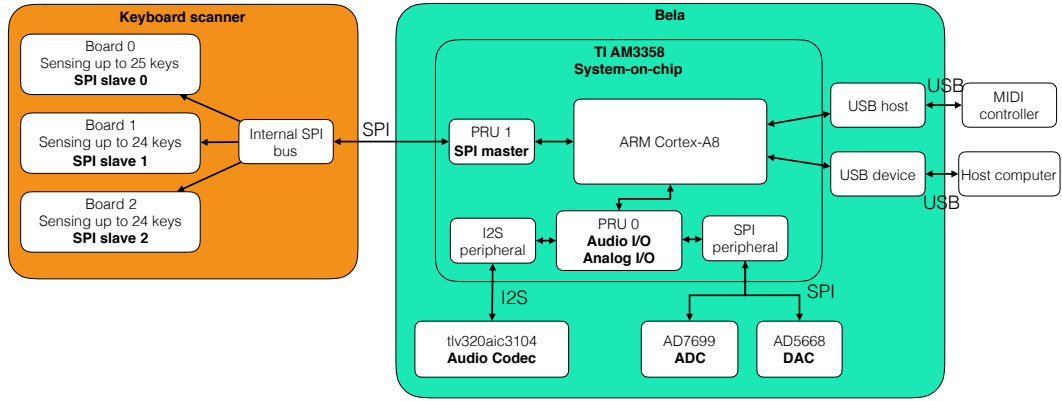 Keyboard scanner
Board 0
Sensing up to 25 keys
SPI slave 0
Board 1
Sensing up to 24 keys
SPI slave 1
Board 2
Sensing up to 24 keys
SPI slave 2
Internal SPI
bus
SPI
Bela
TI AM3358
System-on-chip
PRU 1
SPI master
ARM Cortex-A8
I2S
peripheral
PRU 0
Audio I/O
Analog I/O
SPI
peripheral
I2S
SPI
tlv320aic3104
Audio Codec
AD7699
ADC
AD5668
DAC
USB host
USB
MIDI
controller
USB device
USB
Host computer